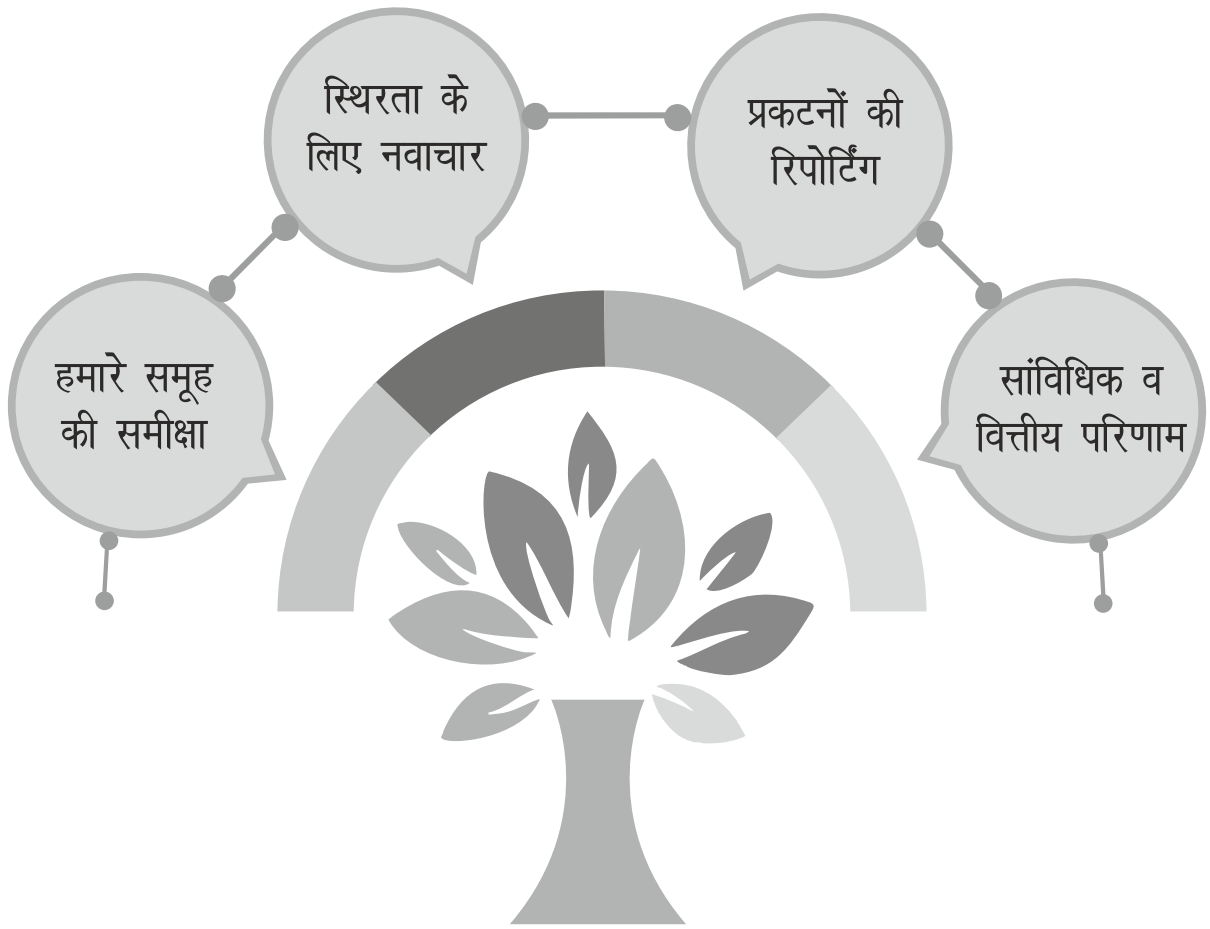 स्थिरता के
लिए नवाचार
प्रकटनों की
रिपोर्टिंग
हमारे समूह
की समीक्षा
सांविधिक व
वित्तीय परिणाम